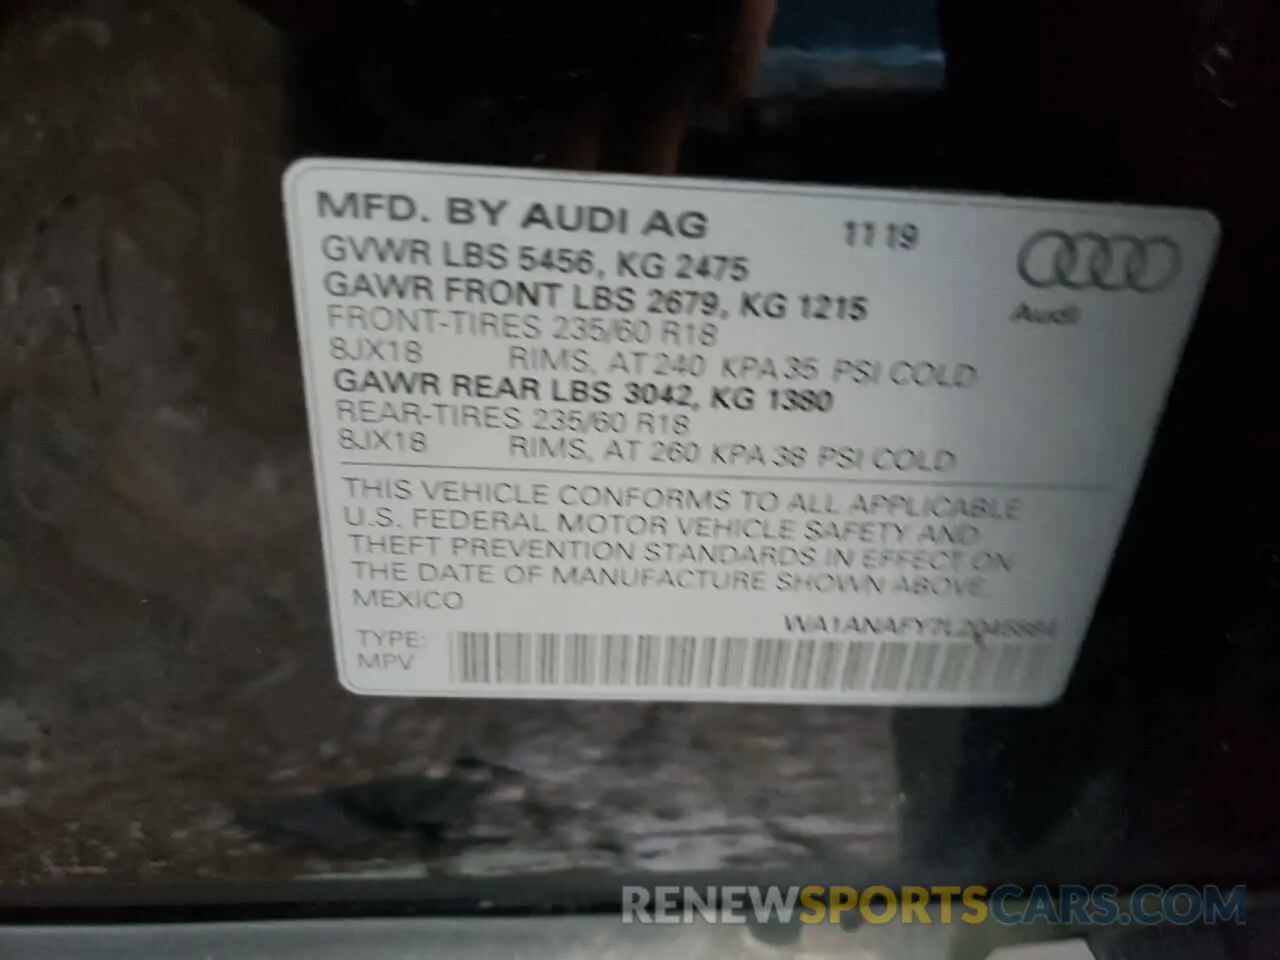 MFD. BY AUDI AG 11 19
GVWR LBS 5456, KG 2475
GAWR FRONT LBS 2679, KG 1215
Audi
FRONT-TIRES 235/60 R18
8JX18 RIMS, AT 240 KPA 35 PSI COLD
GAWR REAR LBS 3042, KG 1380
REAR-TIRES 235/60 R18
8JX18 RIMS, AT 260 KPA 38 PSI COLD
THIS VEHICLE CONFORMS TO ALL APPLICABLE
U.S. FEDERAL MOTOR VEHICLE SAFETY AND
THEFT PREVENTION STANDARDS IN EFFECT ON
THE DATE OF MANUFACTURE SHOWN ABOVE.
MEXICO
TYPE:
MPV
RENEWSPORTSCARS.COM